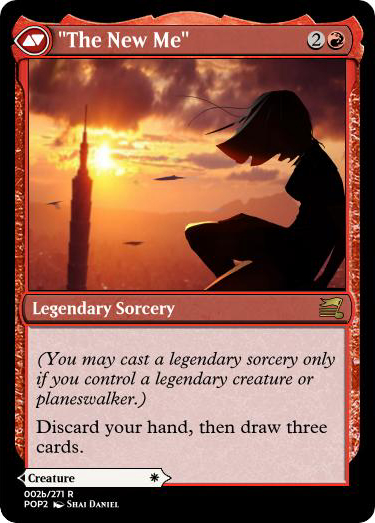 "The New Me" 2
Legendary Sorcery
(You may cast a legendary sorcery only
if you control a legendary creature or
planeswalker.)
Discard your hand, then draw three
cards.
Creature *
002b/271 R
POP2 Shai Daniel